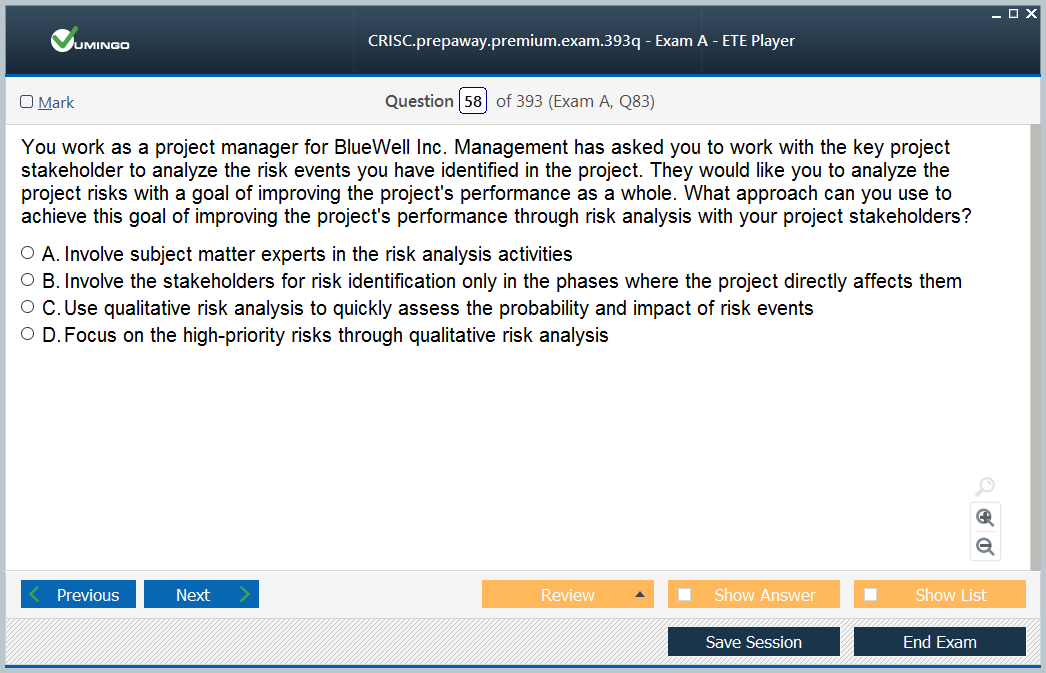 VUMINGO
CRISC.prepaway.premium.exam.393q - Exam A - ETE Player
Mark
Question 58 of 393 (Exam A, Q83)
You work as a project manager for BlueWell Inc. Management has asked you to work with the key project
stakeholder to analyze the risk events you have identified in the project. They would like you to analyze the
project risks with a goal of improving the project's performance as a whole. What approach can you use to
achieve this goal of improving the project's performance through risk analysis with your project stakeholders?
A. Involve subject matter experts in the risk analysis activities
B. Involve the stakeholders for risk identification only in the phases where the project directly affects them
C. Use qualitative risk analysis to quickly assess the probability and impact of risk events
D. Focus on the high-priority risks through qualitative risk analysis
Previous
Next
Review
Show Answer
Show List
Save Session
End Exam